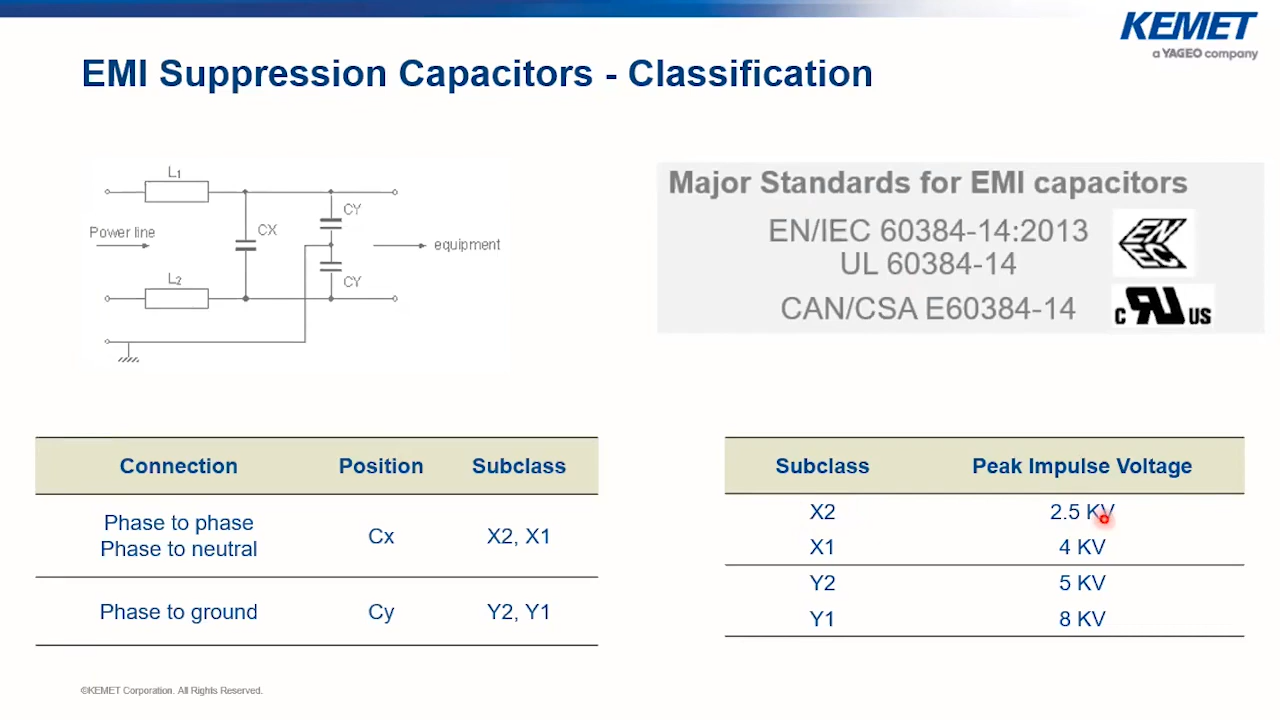 KEMET
a YAGEO company
EMI Suppression Capacitors - Classification
L1
CY
Power line
CX
equipment
L2
CY
Major Standards for EMI capacitors
EN/IEC 60384-14:2013
UL 60384-14
CAN/CSA E60384-14
EN
EC
C RU US
Connection Position Subclass
Phase to phase
Phase to neutral
Cx X2, X1
Phase to ground Cy Y2, Y1
Subclass Peak Impulse Voltage
X2 2.5 KV
X1 4 KV
Y2 5 KV
Y1 8 KV
©KEMET Corporation. All Rights Reserved.